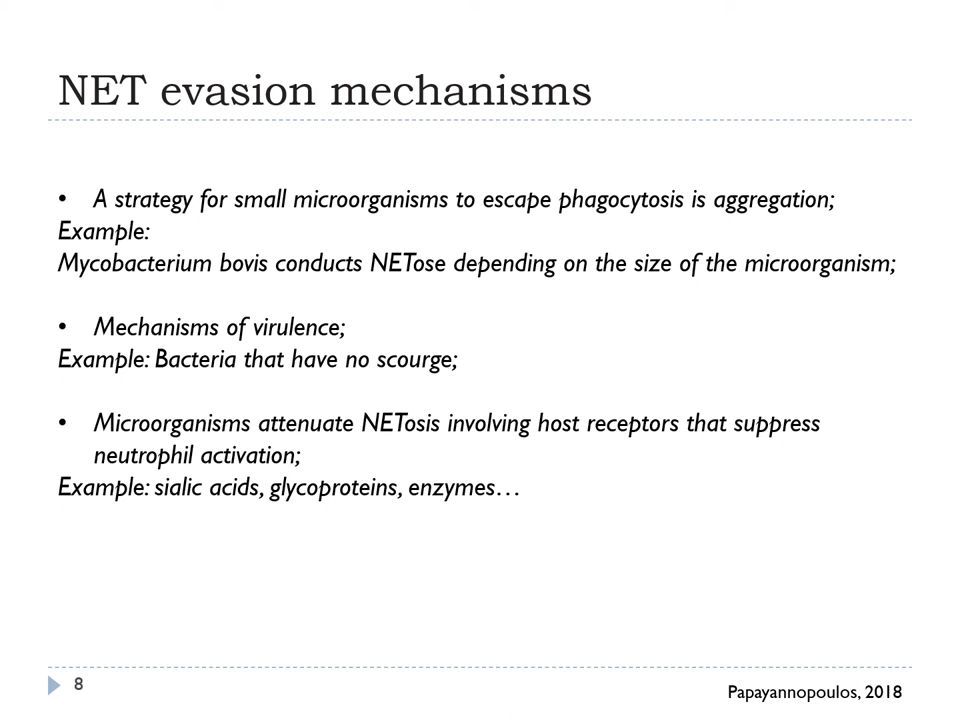 NET evasion mechanisms
• A strategy for small microorganisms to escape phagocytosis is aggregation;
Example:
Mycobacterium bovis conducts NETose depending on the size of the microorganism;
• Mechanisms of virulence;
Example: Bacteria that have no scourge;
• Microorganisms attenuate NETosis involving host receptors that suppress
neutrophil activation;
Example: sialic acids, glycoproteins, enzymes…
8
Papayannopoulos, 2018